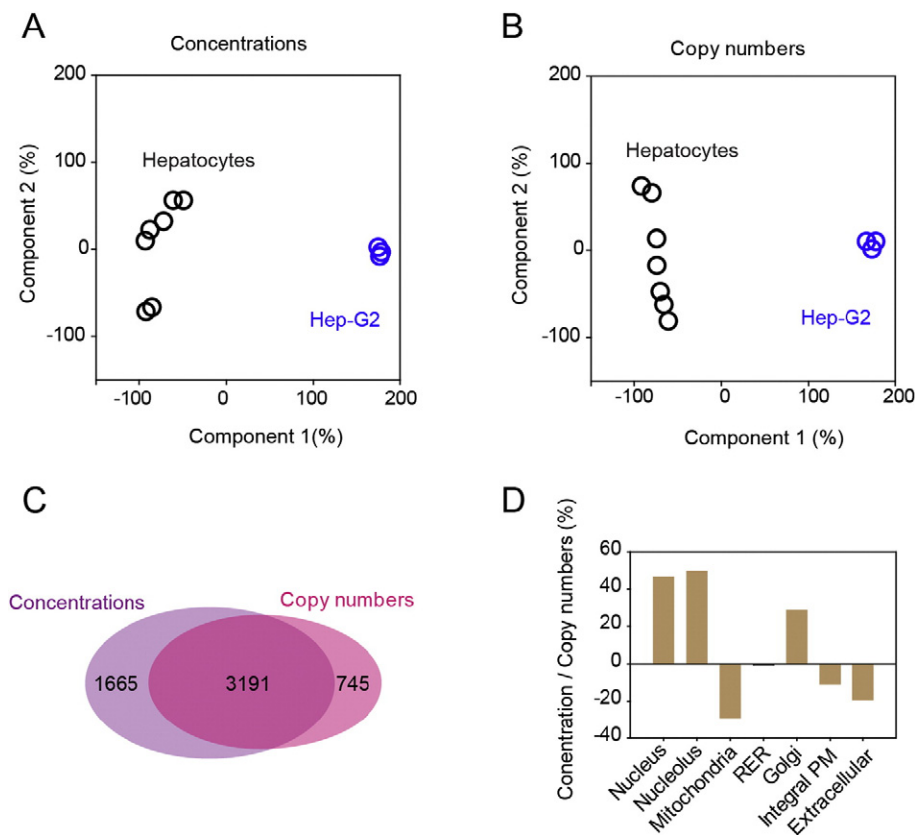 A
Concentrations
200
100
0
-100
Component 2 (%)
Hepatocytes
Hep-G2
-100 0 100 200
Component 1(%)
B
Copy numbers
200
100
0
-100
Component 2 (%)
Hepatocytes
Hep-G2
-100 0 100 200
Component 1 (%)
C
Concentrations
Copy numbers
1665 3191 745
D
Conentration / Copy numbers (%)
60
40
20
0
-20
-40
Nucleus
Nucleolus
Mitochondria
RER
Golgi
Integral PM
Extracellular